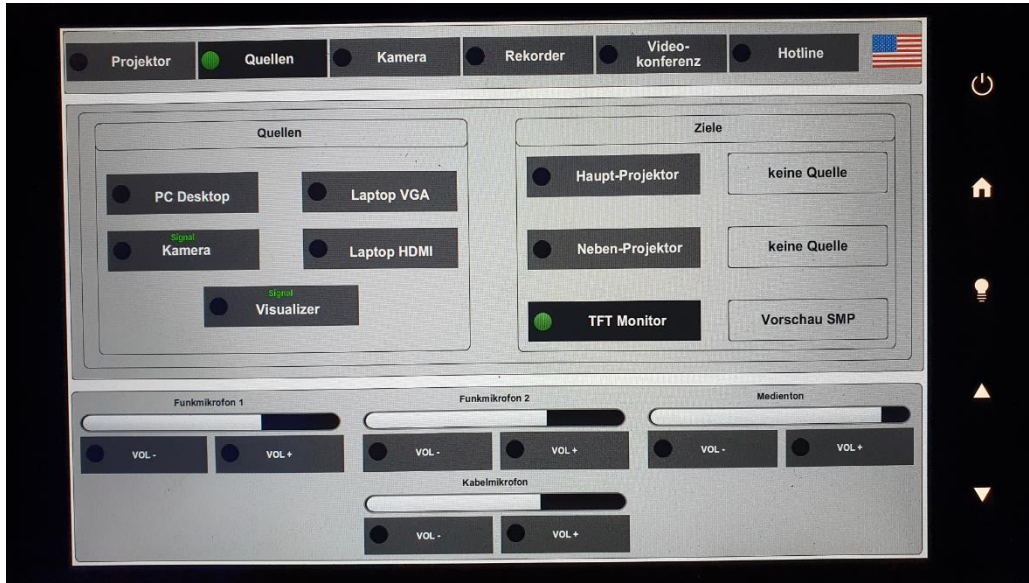 Projektor
Quellen
Kamera
Rekorder
Video-
konferenz
Hotline
Quellen
PC Desktop
Laptop VGA
Signal
Kamera
Laptop HDMI
Signal
Visualizer
Ziele
Haupt-Projektor
keine Quelle
Neben-Projektor
keine Quelle
TFT Monitor
Vorschau SMP
Funkmikrofon 1
VOL -
VOL +
Funkmikrofon 2
VOL -
VOL +
Medienton
VOL -
VOL +
Kabelmikrofon
VOL -
VOL +